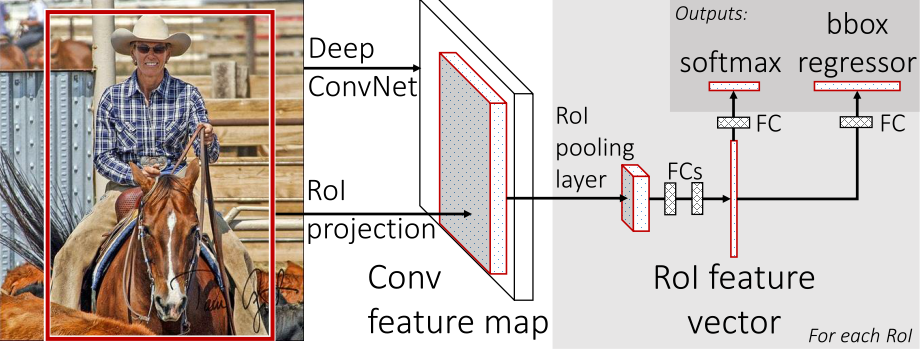 Outputs:
bbox
softmax regressor
Deep
ConvNet
FC FC
RoI
pooling
layer
FCs
RoI
projection
Conv
feature map
RoI feature
vector
For each RoI